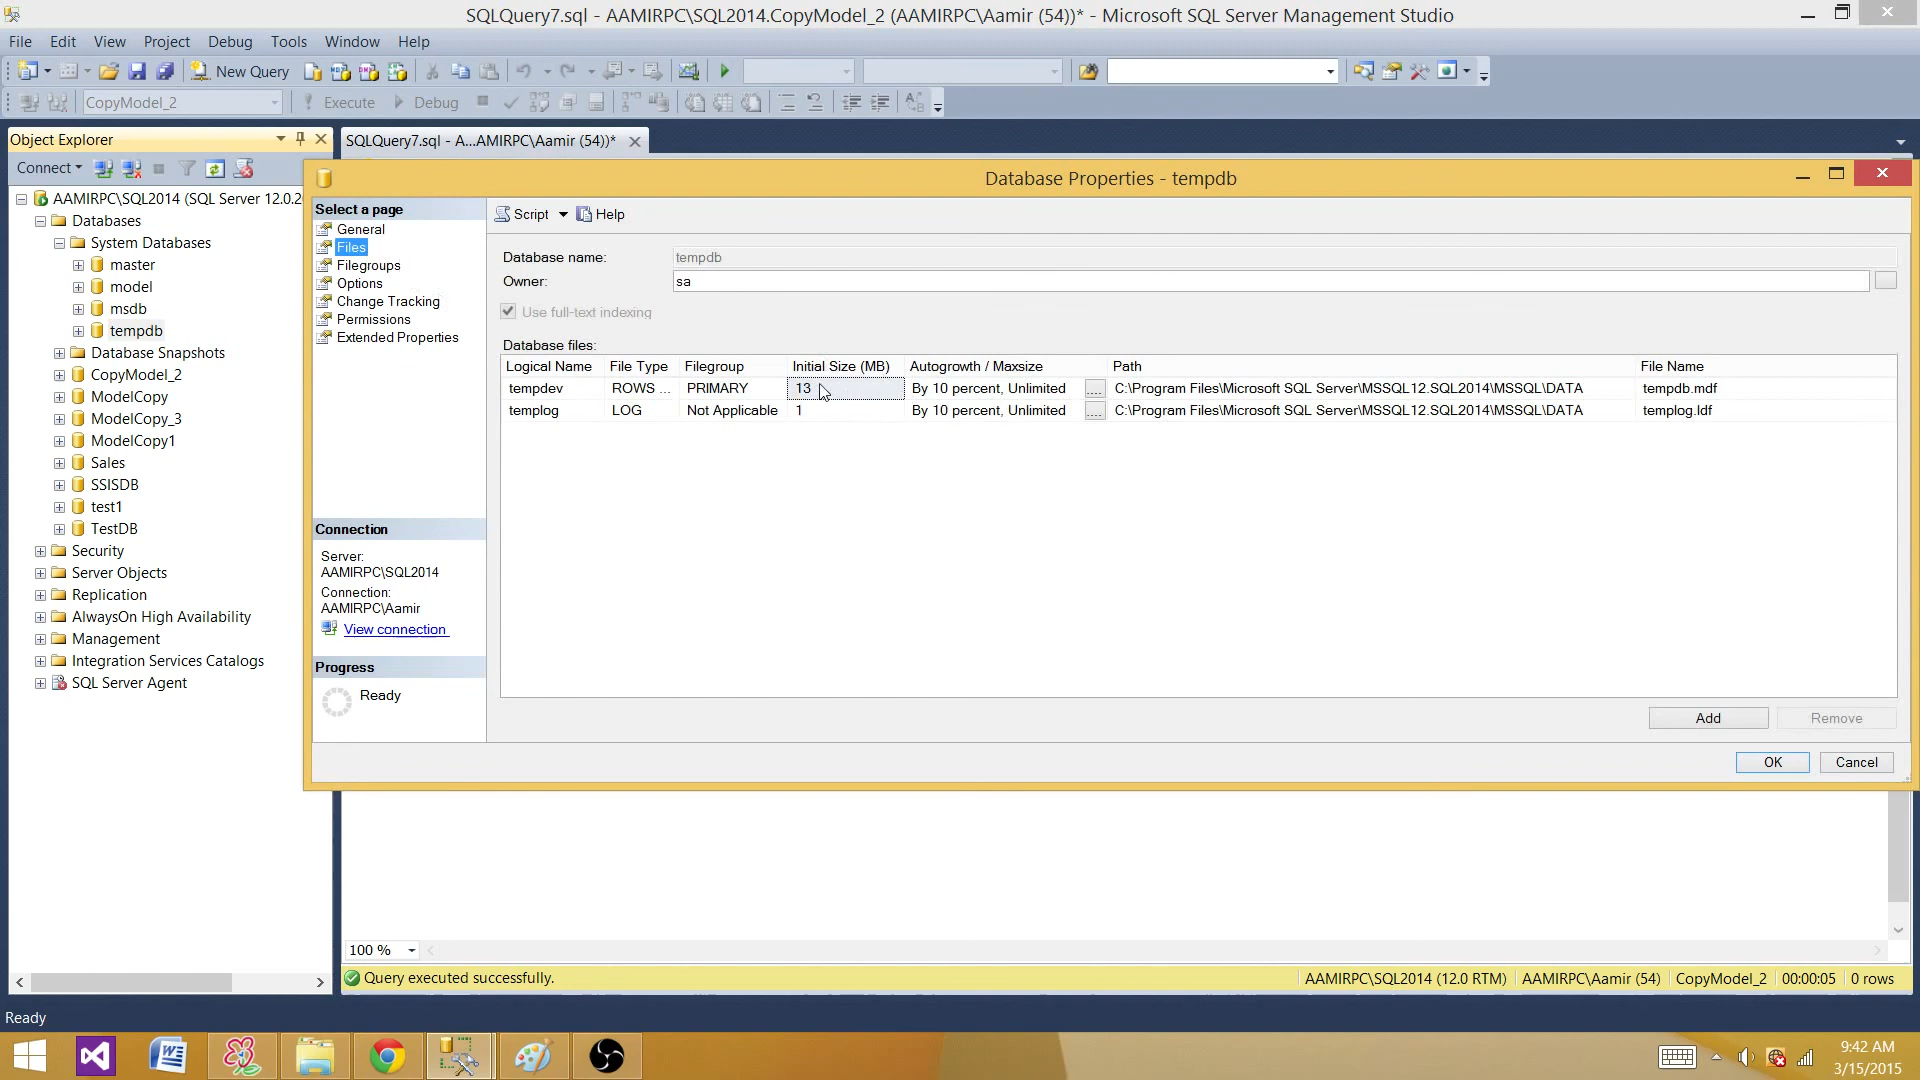 SQLQuery7.sql - AAMIRPC\SQL2014.CopyModel_2 (AAMIRPC\Aamir (54))* - Microsoft SQL Server Management Studio
File Edit View Project Debug Tools Window Help
New Query
CopyModel_2 Execute Debug
Object Explorer
SQLQuery7.sql - A...AMIRPC\Aamir (54))*
Connect
AAMIRPC\SQL2014 (SQL Server 12.0.2
Databases
System Databases
master
model
msdb
tempdb
Database Snapshots
CopyModel_2
ModelCopy
ModelCopy_3
ModelCopy1
Sales
SSISDB
test1
TestDB
Security
Server Objects
Replication
AlwaysOn High Availability
Management
Integration Services Catalogs
SQL Server Agent
Database Properties - tempdb
Select a page
General
Files
Filegroups
Options
Change Tracking
Permissions
Extended Properties
Connection
Server:
AAMIRPC\SQL2014
Connection:
AAMIRPC\Aamir
View connection
Progress
Ready
Script Help
Database name: tempdb
Owner: sa
Use full-text indexing
Database files:
Logical Name File Type Filegroup Initial Size (MB) Autogrowth / Maxsize Path File Name
tempdev ROWS ... PRIMARY 13 By 10 percent, Unlimited .... C:\Program Files\Microsoft SQL Server\MSSQL12.SQL2014\MSSQL\DATA tempdb.mdf
templog LOG Not Applicable 1 By 10 percent, Unlimited .... C:\Program Files\Microsoft SQL Server\MSSQL12.SQL2014\MSSQL\DATA templog.ldf
Add Remove
OK Cancel
100 %
Query executed successfully. AAMIRPC\SQL2014 (12.0 RTM) AAMIRPC\Aamir (54) CopyModel_2 00:00:05 0 rows
Ready
9:42 AM
3/15/2015